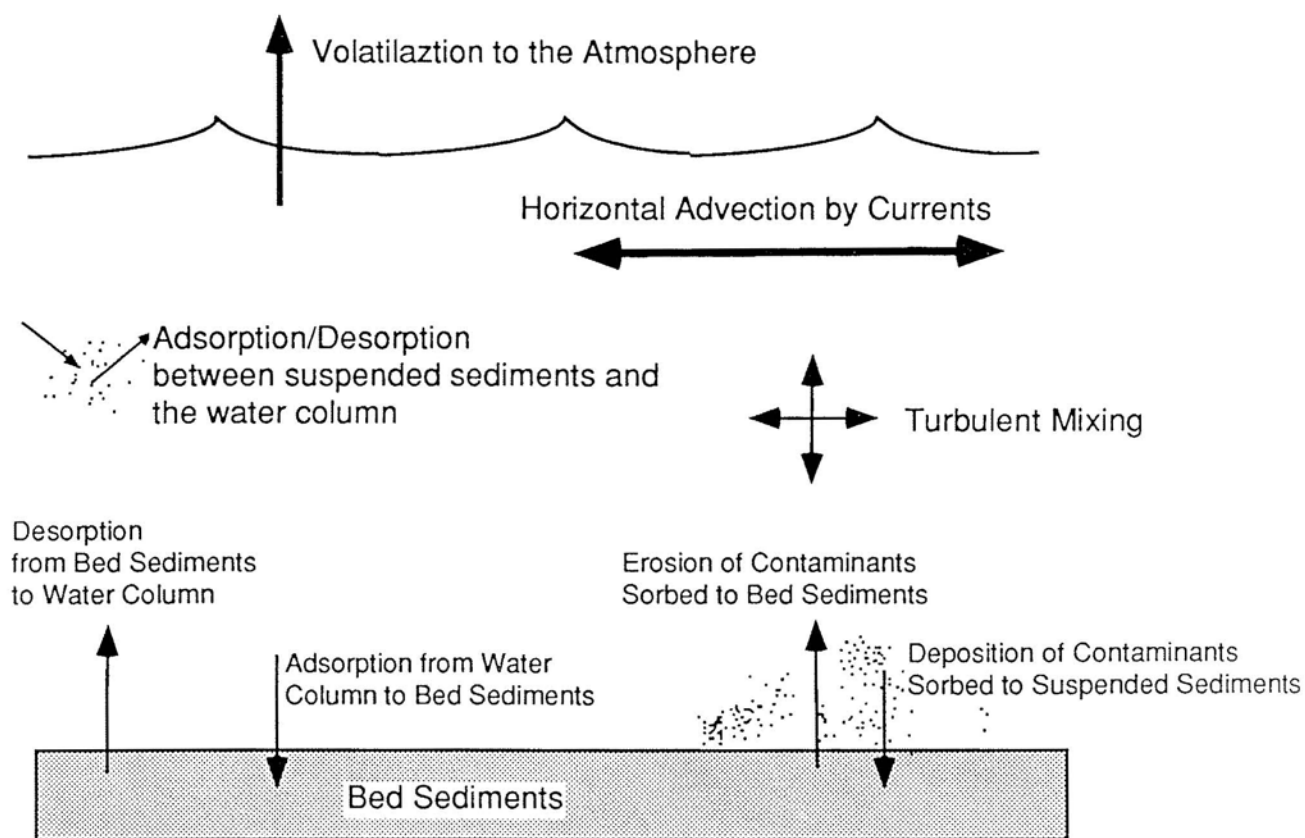 Volatilaztion to the Atmosphere
Horizontal Advection by Currents
Adsorption/Desorption
between suspended sediments and
the water column
Turbulent Mixing
Desorption
from Bed Sediments
to Water Column
Erosion of Contaminants
Sorbed to Bed Sediments
Adsorption from Water
Column to Bed Sediments
Deposition of Contaminants
Sorbed to Suspended Sediments
Bed Sediments